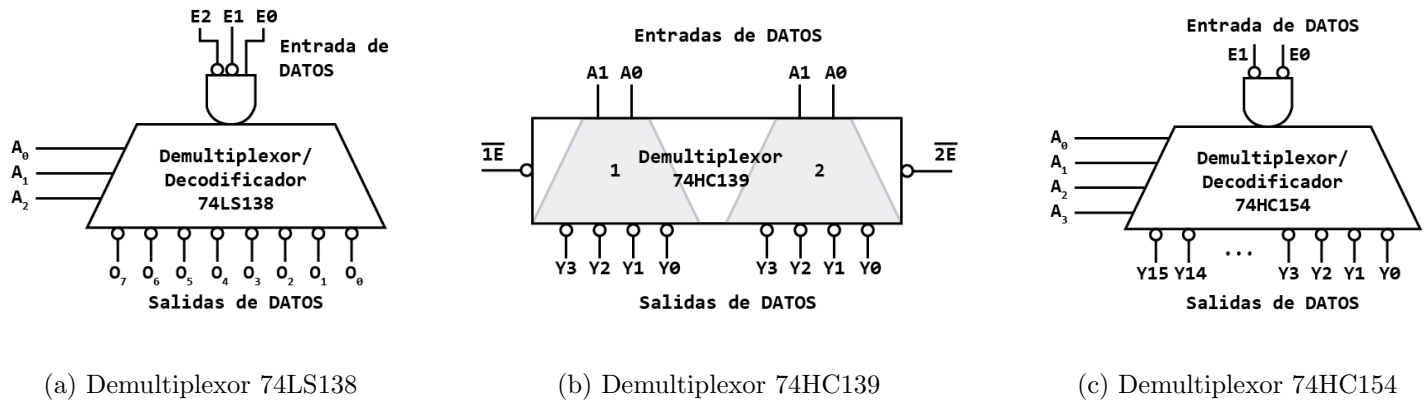 E2 E1 E0
Entrada de
DATOS
A₀
A₁
A₂
Demultiplexor/
Decodificador
74LS138
O₇ O₆ O₅ O₄ O₃ O₂ O₁ O₀
Salidas de DATOS
(a) Demultiplexor 74LS138
Entradas de DATOS
A1 A0 A1 A0
1E 2E
1 Demultiplexor 2
74HC139
Y3 Y2 Y1 Y0 Y3 Y2 Y1 Y0
Salidas de DATOS
(b) Demultiplexor 74HC139
Entrada de DATOS
E1 E0
A₀
A₁
A₂
A₃
Demultiplexor/
Decodificador
74HC154
Y15 Y14 ... Y3 Y2 Y1 Y0
Salidas de DATOS
(c) Demultiplexor 74HC154